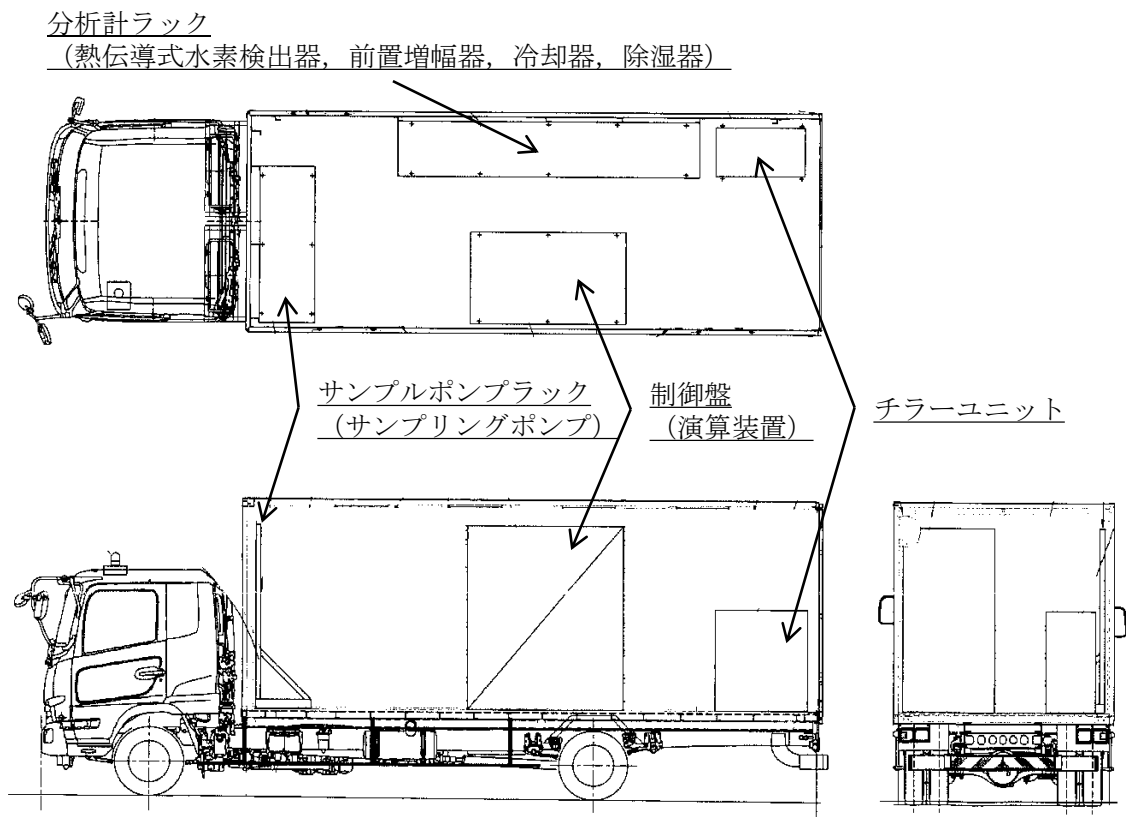 分析計ラック
（熱伝導式水素検出器，前置増幅器，冷却器，除湿器）
サンプルポンプラック
（サンプリングポンプ）
制御盤
（演算装置）
チラーユニット